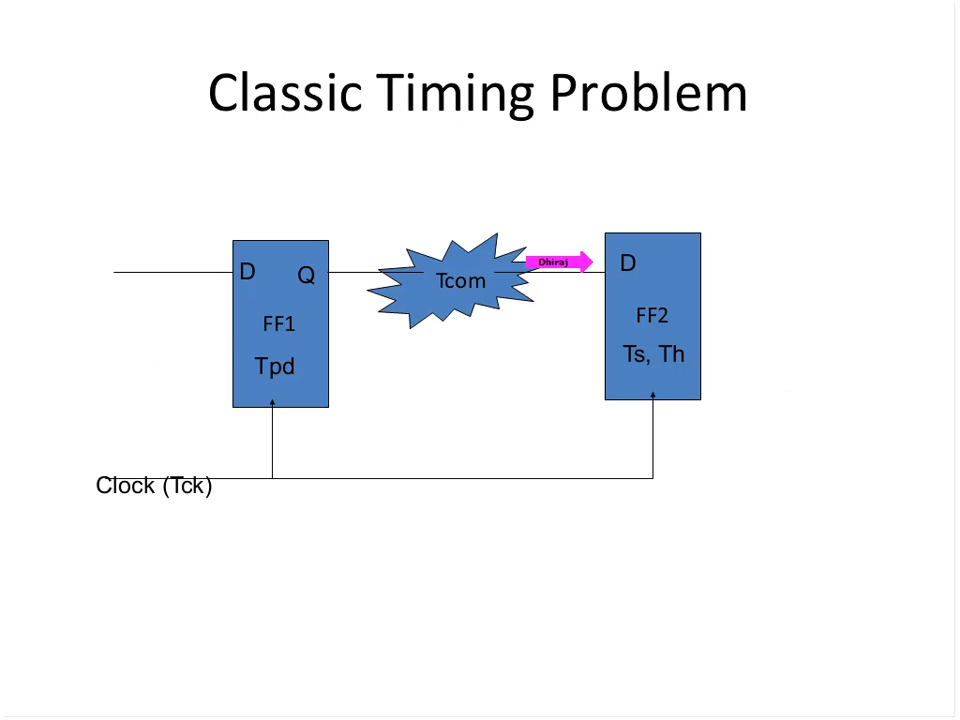 Classic Timing Problem
D
Q
Tcom
Dhiraj
D
FF1
FF2
Tpd
Ts, Th
Clock (Tck)